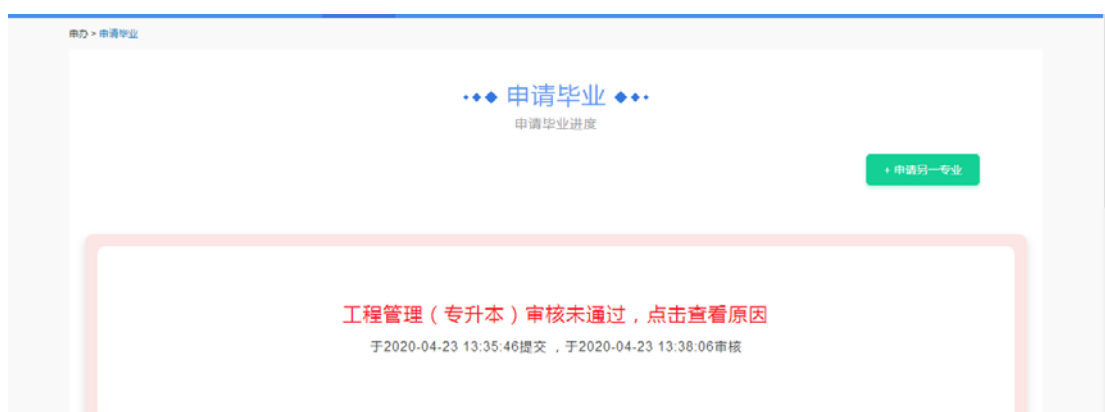 申办 > 申请毕业
申请毕业
申请毕业进度
+ 申请另一专业
工程管理（专升本）审核未通过，点击查看原因
于2020-04-23 13:35:46提交 ，于2020-04-23 13:38:06审核